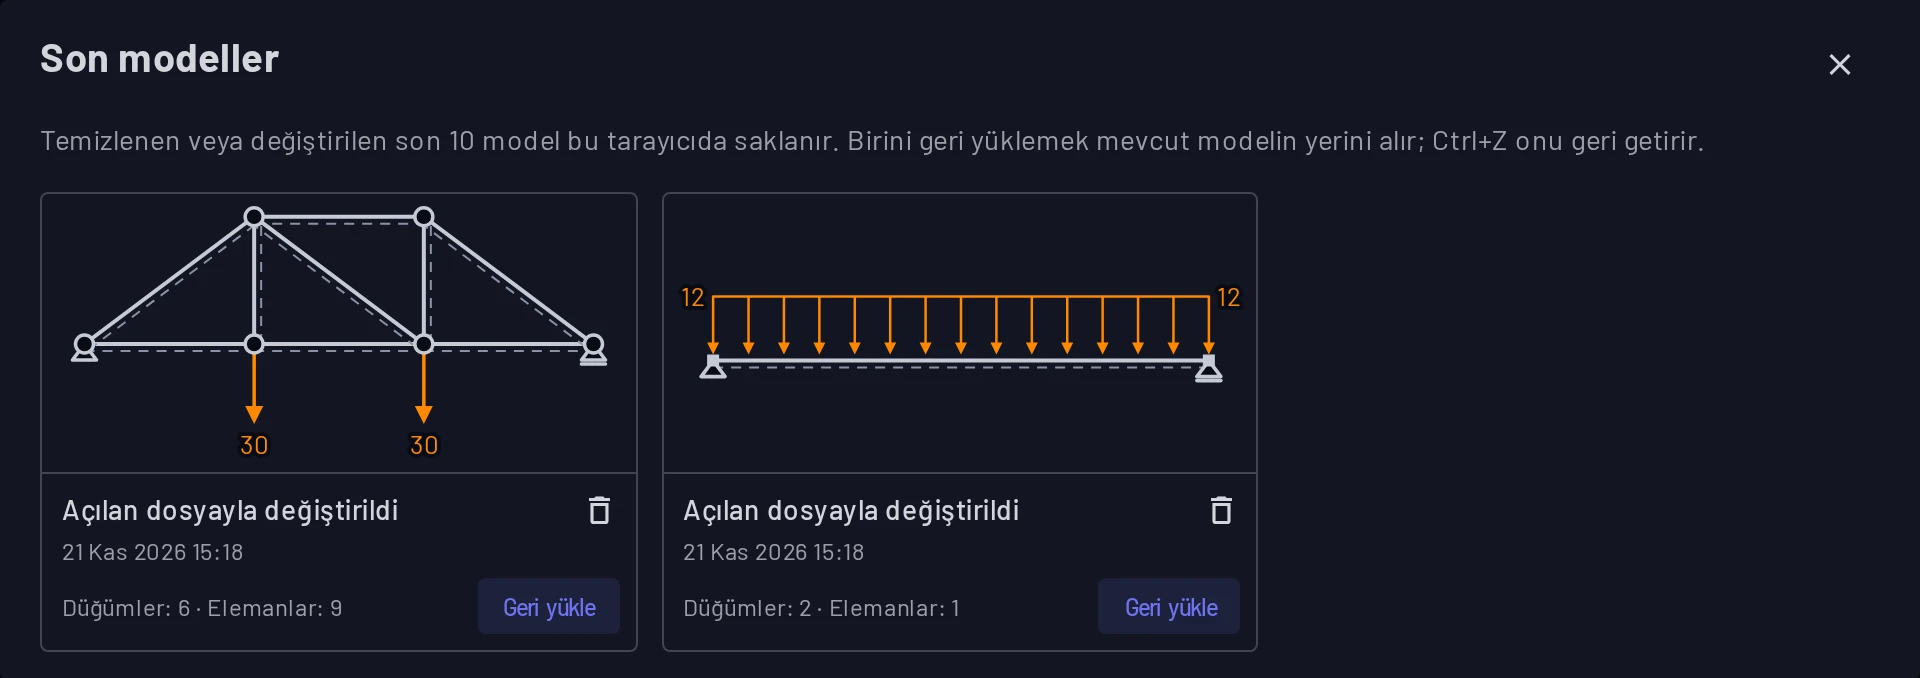 Son modeller
Temizlenen veya değiştirilen son 10 model bu tarayıcıda saklanır. Birini geri yüklemek mevcut modelin yerini alır; Ctrl+Z onu geri getirir.
30 30
Açılan dosyayla değiştirildi
21 Kas 2026 15:18
Düğümler: 6 · Elemanlar: 9
Geri yükle
12 12
Açılan dosyayla değiştirildi
21 Kas 2026 15:18
Düğümler: 2 · Elemanlar: 1
Geri yükle